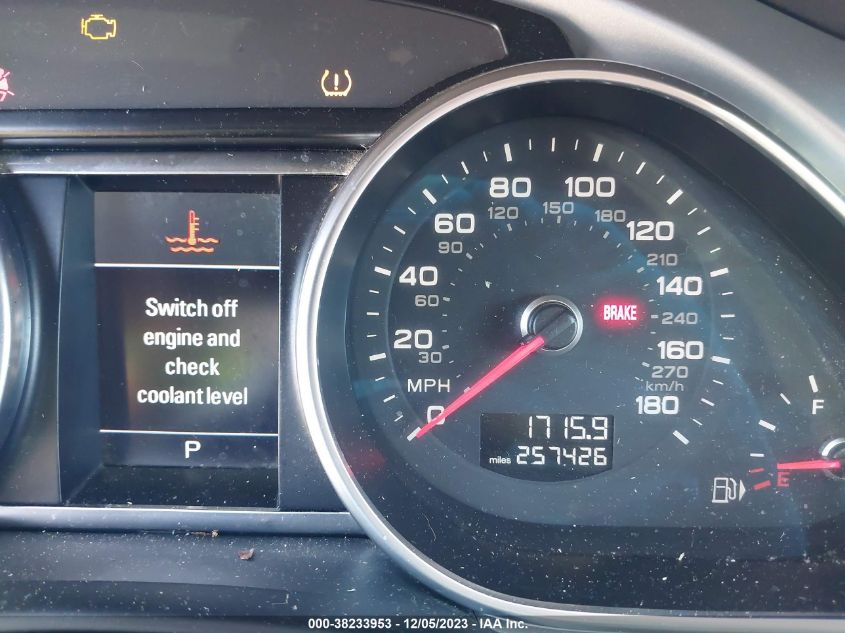 Switch off
engine and
check
coolant level
P
0
20
40
60
80
100
120
140
160
180
30
60
90
120
150
180
210
240
270
km/h
MPH
BRAKE
1715.9
miles 257426
F
E
000-38233953 - 12/05/2023 - IAA Inc.